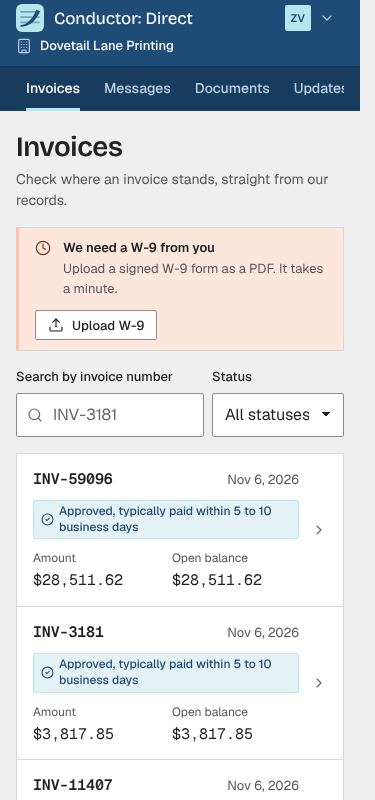 Conductor: Direct
ZV
Dovetail Lane Printing
Invoices Messages Documents Updates
Invoices
Check where an invoice stands, straight from our
records.
We need a W-9 from you
Upload a signed W-9 form as a PDF. It takes
a minute.
Upload W-9
Search by invoice number Status
INV-3181 All statuses
INV-59096 Nov 6, 2026
Approved, typically paid within 5 to 10
business days
Amount Open balance
$28,511.62 $28,511.62
INV-3181 Nov 6, 2026
Approved, typically paid within 5 to 10
business days
Amount Open balance
$3,817.85 $3,817.85
INV-11407 Nov 6, 2026